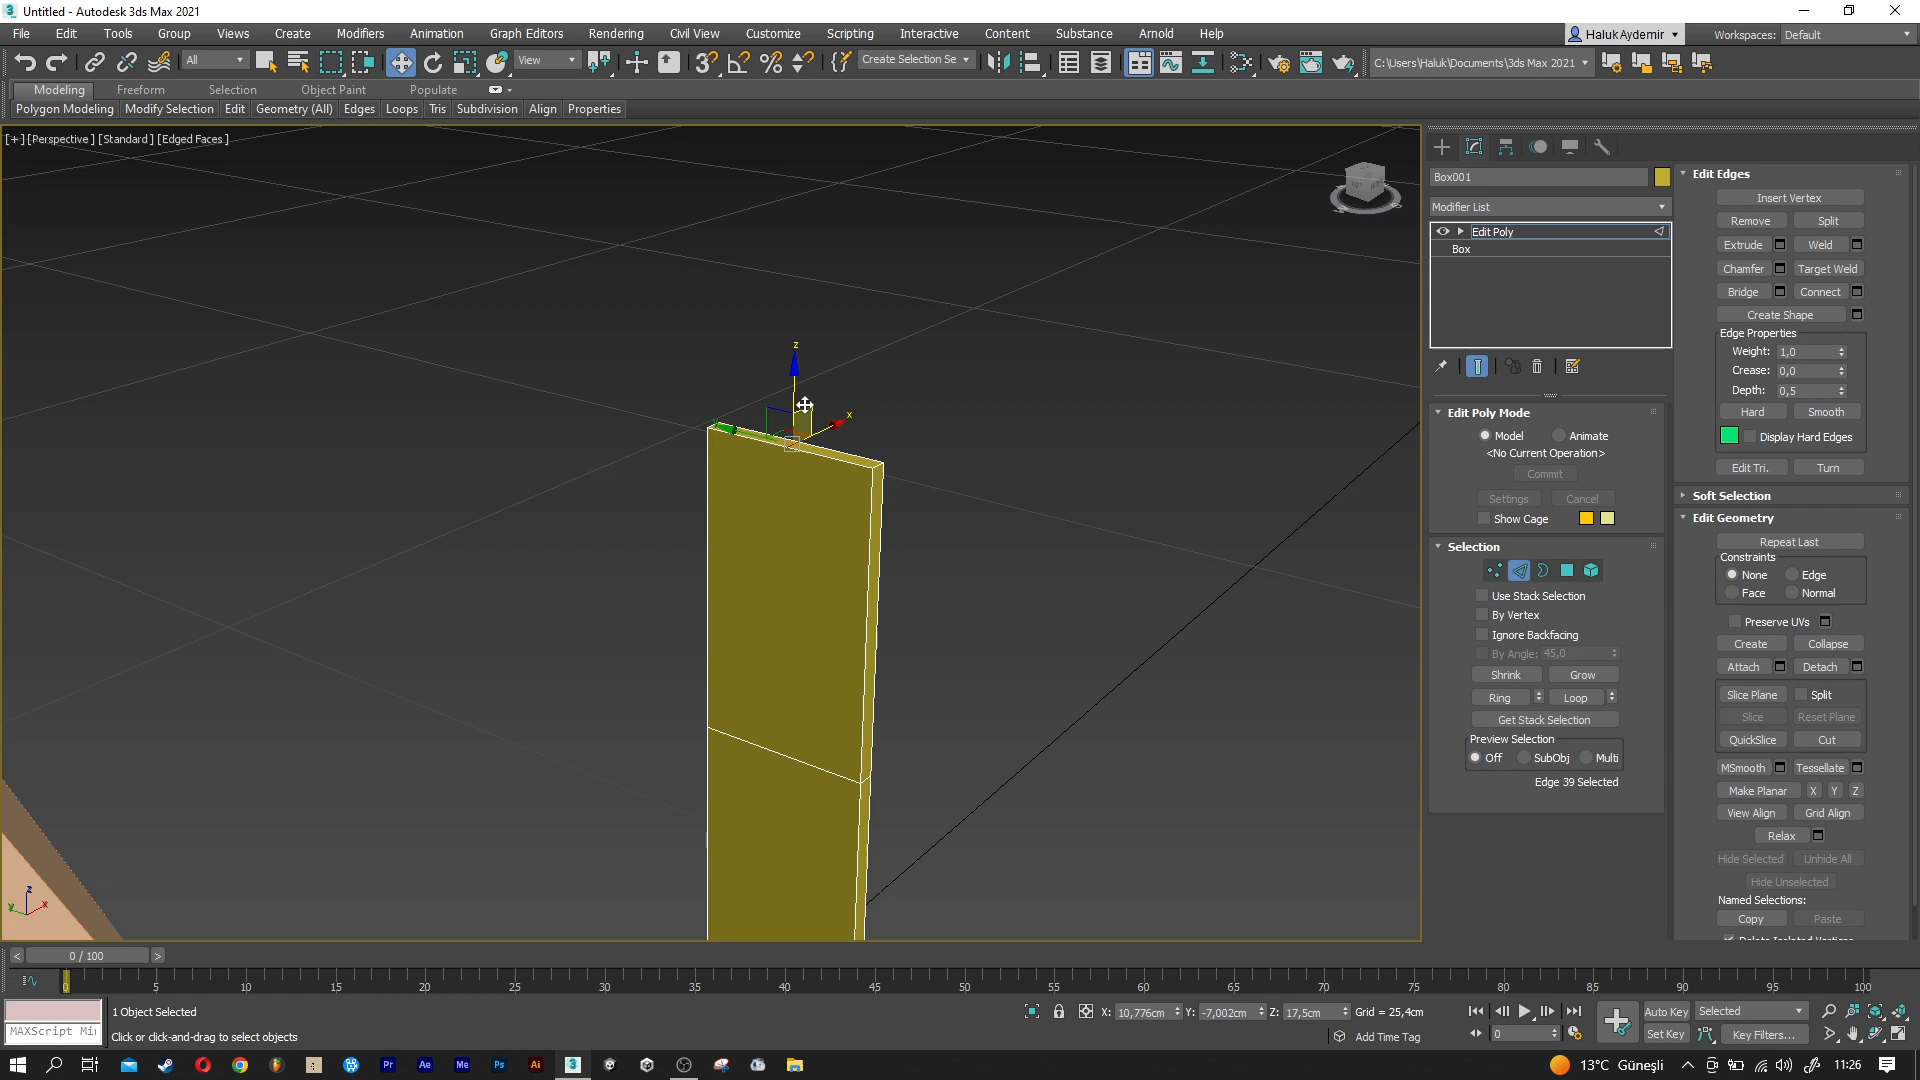 Untitled - Autodesk 3ds Max 2021
File Edit Tools Group Views Create Modifiers Animation Graph Editors Rendering Civil View Customize Scripting Interactive Content Substance Arnold Help
Haluk Aydemir Workspaces: Default
All View Create Selection Se C:\Users\Haluk\Documents\3ds Max 2021
Modeling Freeform Selection Object Paint Populate
Polygon Modeling Modify Selection Edit Geometry (All) Edges Loops Tris Subdivision Align Properties
[+] [Perspective ] [Standard ] [Edged Faces ]
z
x
z
y
x
Box001
Modifier List
Edit Poly
Box
Edit Poly Mode
Model Animate
<No Current Operation>
Commit
Settings Cancel
Show Cage
Selection
Use Stack Selection
By Vertex
Ignore Backfacing
By Angle: 45,0
Shrink Grow
Ring Loop
Get Stack Selection
Preview Selection
Off SubObj Multi
Edge 39 Selected
Edit Edges
Insert Vertex
Remove Split
Extrude Weld
Chamfer Target Weld
Bridge Connect
Create Shape
Edge Properties
Weight: 1,0
Crease: 0,0
Depth: 0,5
Hard Smooth
Display Hard Edges
Edit Tri. Turn
Soft Selection
Edit Geometry
Repeat Last
Constraints
None Edge
Face Normal
Preserve UVs
Create Collapse
Attach Detach
Slice Plane Split
Slice Reset Plane
QuickSlice Cut
MSmooth Tessellate
Make Planar X Y Z
View Align Grid Align
Relax
Hide Selected Unhide All
Hide Unselected
Named Selections:
Copy Paste
< 0 / 100 >
0 5 10 15 20 25 30 35 40 45 50 55 60 65 70 75 80 85 90 95 100
1 Object Selected
MAXScript Mi
Click or click-and-drag to select objects
X: 10,776cm Y: -7,002cm Z: 17,5cm Grid = 25,4cm
Add Time Tag
0
Auto Key Selected
Set Key Key Filters...
Pr Ae Me Ps Ai 3
13°C Güneşli 11:26